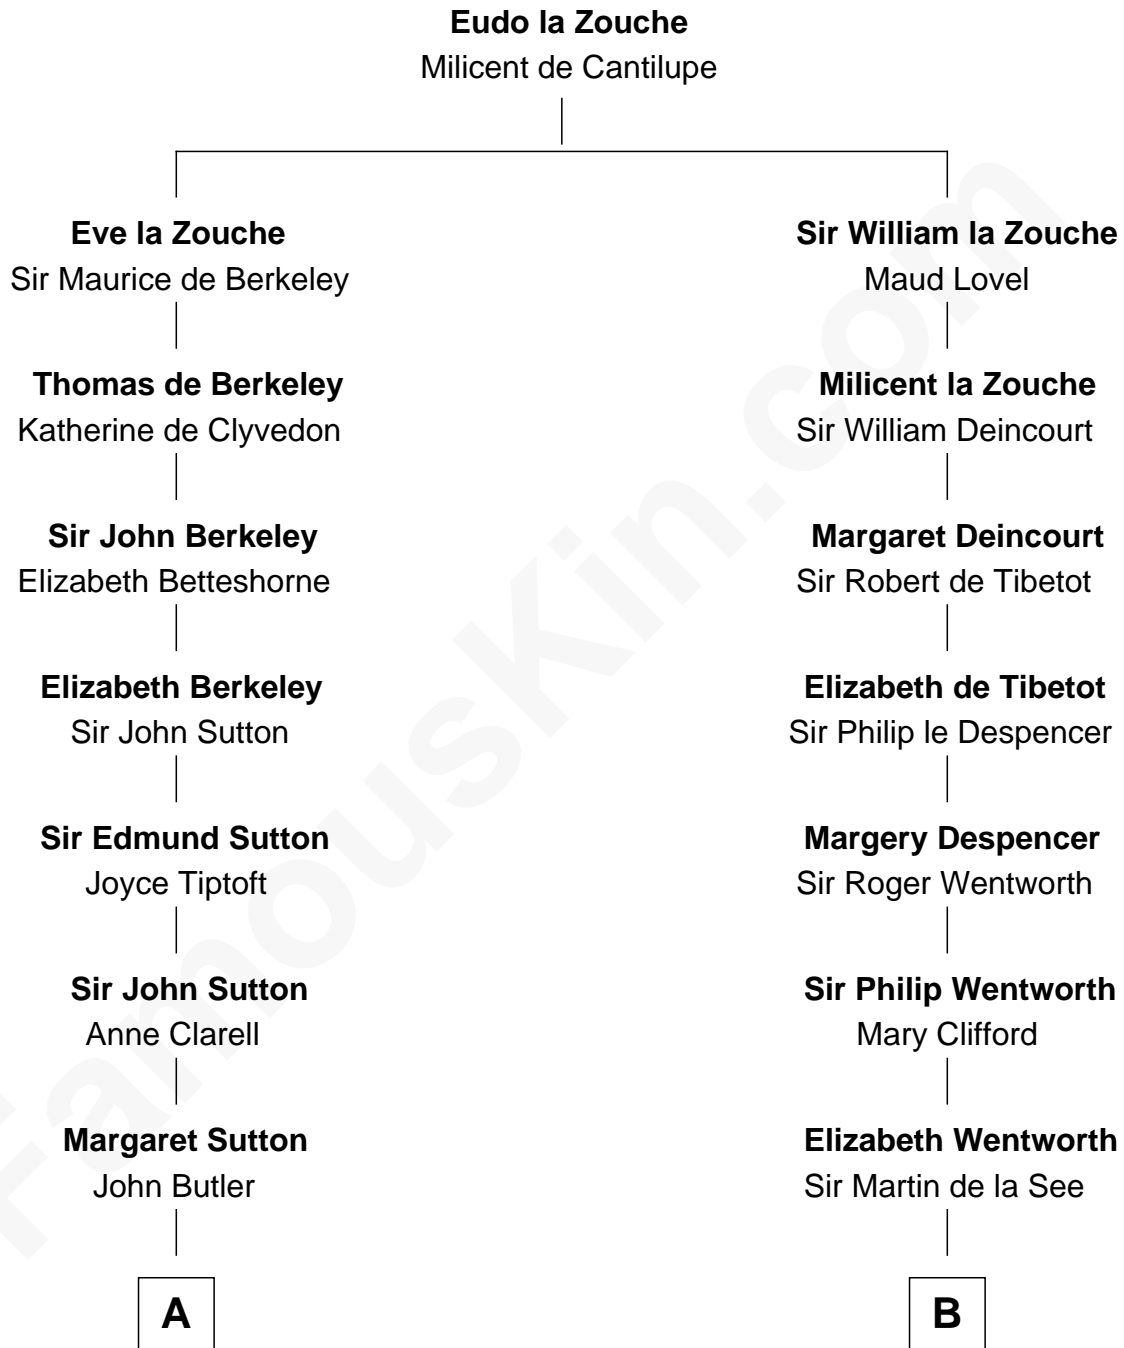 Eudo la Zouche
Milicent de Cantilupe
Eve la Zouche
Sir Maurice de Berkeley
Sir William la Zouche
Maud Lovel
Thomas de Berkeley
Katherine de Clyvedon
Milicent la Zouche
Sir William Deincourt
Sir John Berkeley
Elizabeth Betteshorne
Margaret Deincourt
Sir Robert de Tibetot
Elizabeth Berkeley
Sir John Sutton
Elizabeth de Tibetot
Sir Philip le Despencer
Sir Edmund Sutton
Joyce Tiptoft
Margery Despencer
Sir Roger Wentworth
Sir John Sutton
Anne Clarell
Sir Philip Wentworth
Mary Clifford
Margaret Sutton
John Butler
Elizabeth Wentworth
Sir Martin de la See
A
B
FamousKin.com